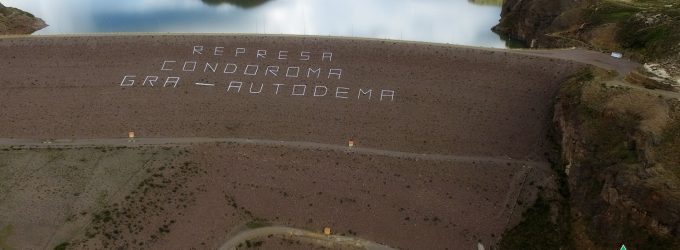 REPRESA
CONDOROMA
GRA — AUTODEMA